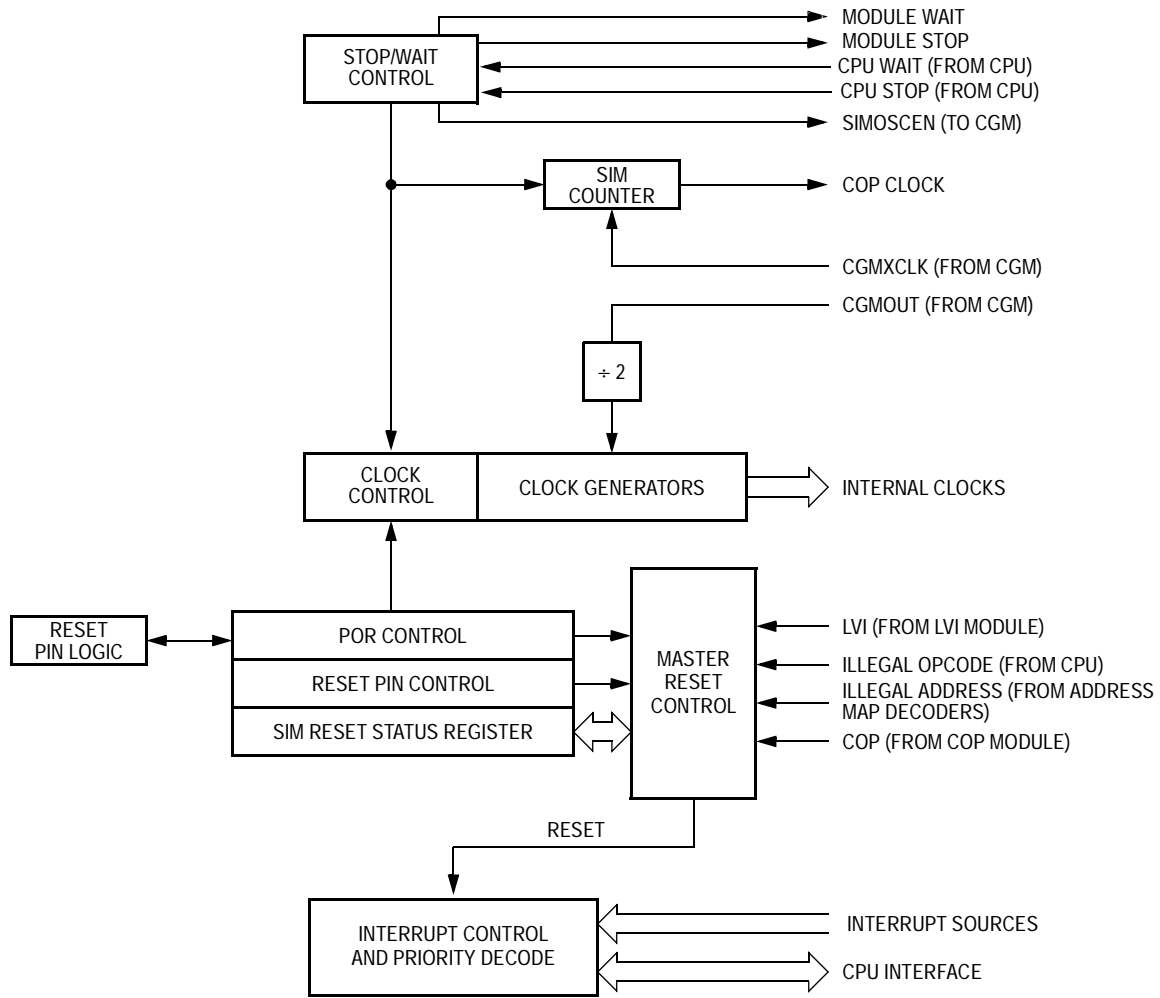 MODULE WAIT
STOP/WAIT
CONTROL
MODULE STOP
CPU WAIT (FROM CPU)
CPU STOP (FROM CPU)
SIMOSCEN (TO CGM)
SIM
COUNTER
COP CLOCK
CGMXCLK (FROM CGM)
CGMOUT (FROM CGM)
÷ 2
CLOCK
CONTROL
CLOCK GENERATORS
INTERNAL CLOCKS
RESET
PIN LOGIC
POR CONTROL
RESET PIN CONTROL
SIM RESET STATUS REGISTER
MASTER
RESET
CONTROL
LVI (FROM LVI MODULE)
ILLEGAL OPCODE (FROM CPU)
ILLEGAL ADDRESS (FROM ADDRESS
MAP DECODERS)
COP (FROM COP MODULE)
RESET
INTERRUPT CONTROL
AND PRIORITY DECODE
INTERRUPT SOURCES
CPU INTERFACE